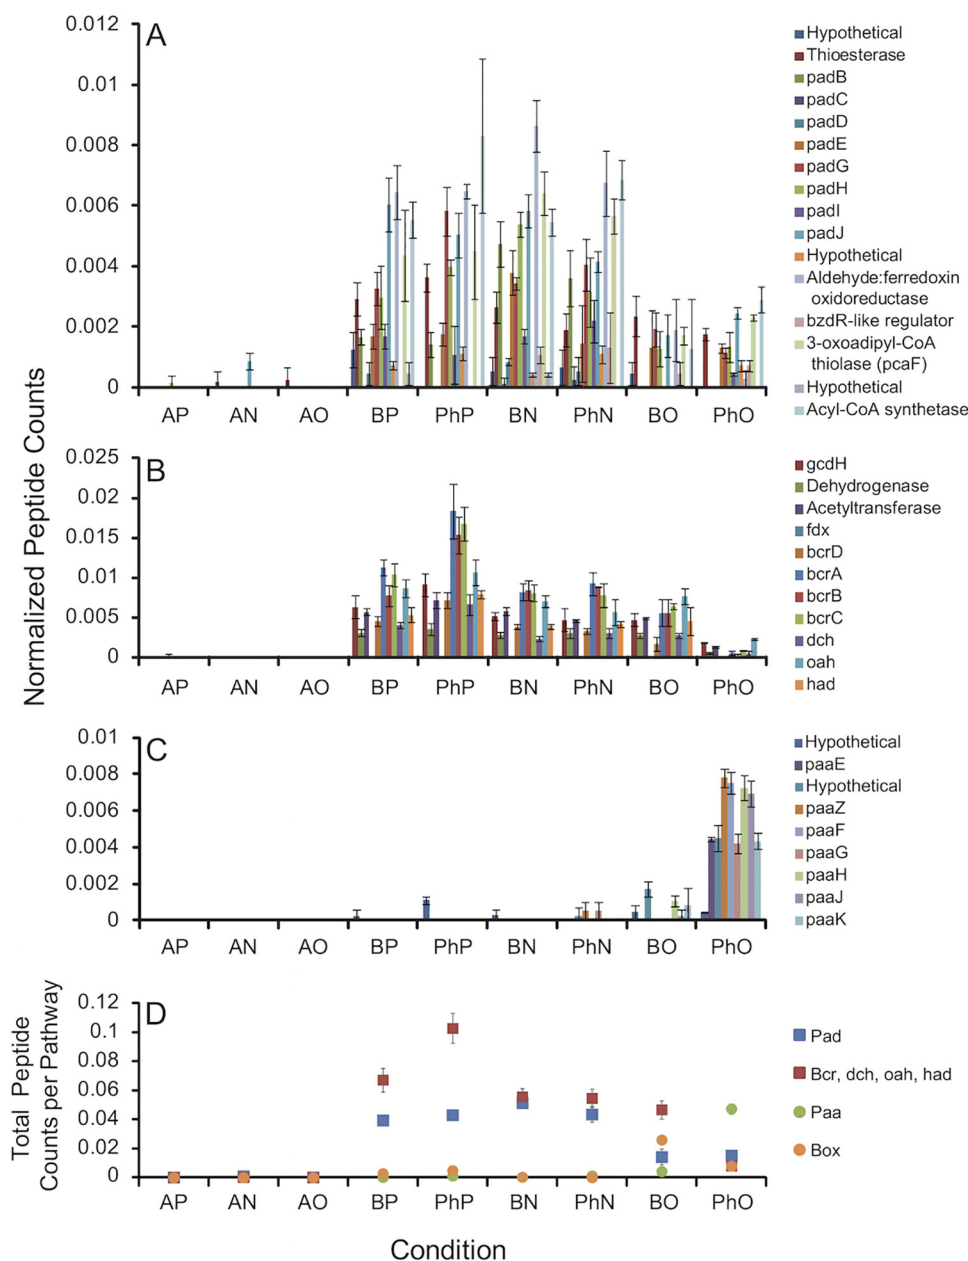 Normalized Peptide Counts
A
0.012
0.01
0.008
0.006
0.004
0.002
0
AP AN AO BP PhP BN PhN BO PhO
Hypothetical
Thioesterase
padB
padC
padD
padE
padG
padH
padI
padJ
Hypothetical
Aldehyde:ferredoxin
oxidoreductase
bzdR-like regulator
3-oxoadipyl-CoA
thiolase (pcaF)
Hypothetical
Acyl-CoA synthetase
B
0.025
0.02
0.015
0.01
0.005
0
AP AN AO BP PhP BN PhN BO PhO
gcdH
Dehydrogenase
Acetyltransferase
fdx
bcrD
bcrA
bcrB
bcrC
dch
oah
had
C
0.01
0.008
0.006
0.004
0.002
0
AP AN AO BP PhP BN PhN BO PhO
Hypothetical
paaE
Hypothetical
paaZ
paaF
paaG
paaH
paaJ
paaK
Total Peptide
Counts per Pathway
D
0.12
0.1
0.08
0.06
0.04
0.02
0
AP AN AO BP PhP BN PhN BO PhO
Pad
Bcr, dch, oah, had
Paa
Box
Condition